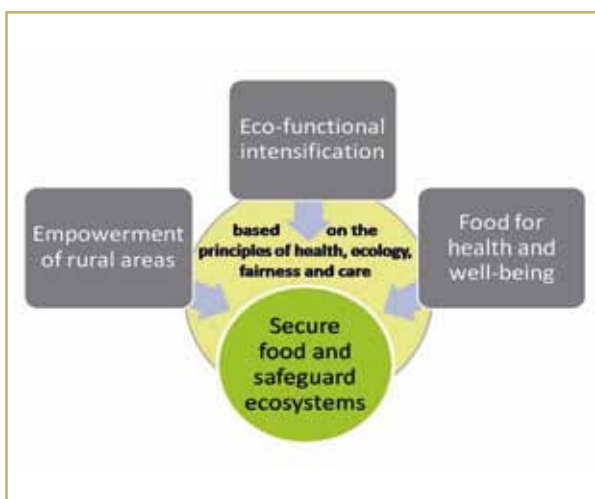 Eco-functional
intensification
Empowerment
of rural areas
Food for
health and
well-being
based on the
principles of health, ecology,
fairness and care
Secure
food and
safeguard
ecosystems